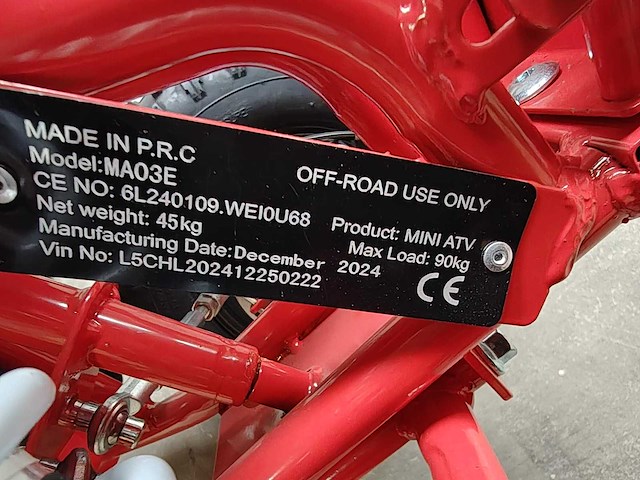 MADE IN P.R.C
Model:MA03E
OFF-ROAD USE ONLY
CE NO: 6L240109.WEI0U68
Net weight: 45kg
Product: MINI ATV
Manufacturing Date:December 2024
Max Load: 90kg
Vin No: L5CHL202412250222
CE